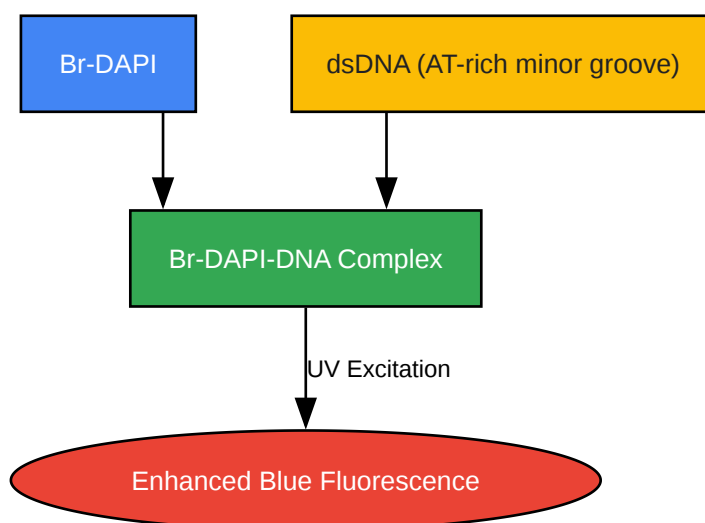 Br-DAPI
dsDNA (AT-rich minor groove)
Br-DAPI-DNA Complex
UV Excitation
Enhanced Blue Fluorescence